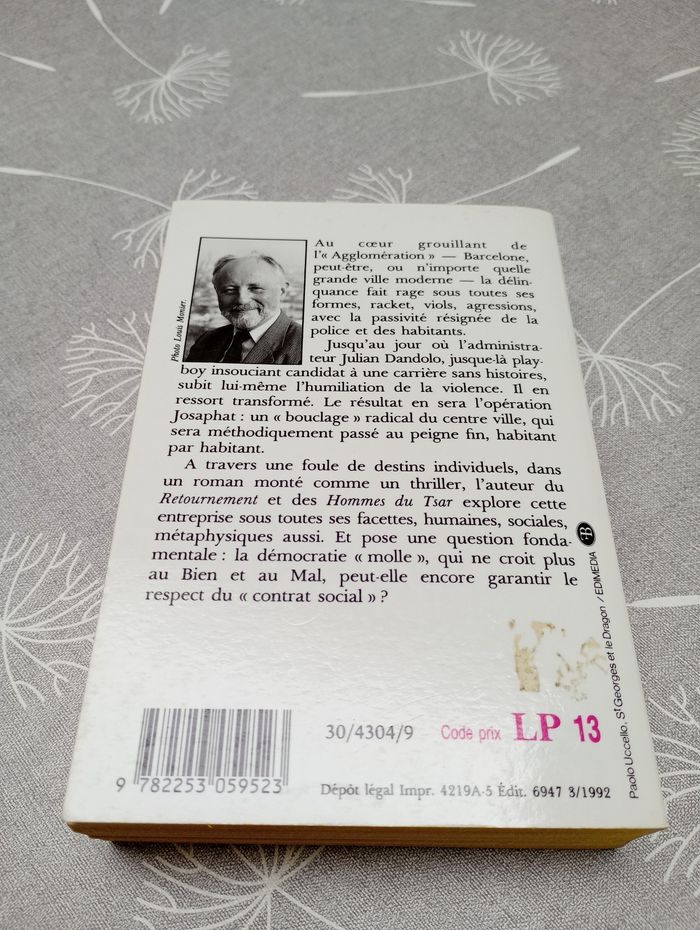 Photo Louis Monier.
Au cœur grouillant de
l'« Agglomération » — Barcelone,
peut-être, ou n'importe quelle
grande ville moderne — la délin-
quance fait rage sous toutes ses
formes, racket, viols, agressions,
avec la passivité résignée de la
police et des habitants.
Jusqu'au jour où l'administra-
teur Julian Dandolo, jusque-là play-
boy insouciant candidat à une carrière sans histoires,
subit lui-même l'humiliation de la violence. Il en
ressort transformé. Le résultat en sera l'opération
Josaphat : un « bouclage » radical du centre ville, qui
sera méthodiquement passé au peigne fin, habitant
par habitant.
A travers une foule de destins individuels, dans
un roman monté comme un thriller, l'auteur du
Retournement et des Hommes du Tsar explore cette
entreprise sous toutes ses facettes, humaines, sociales,
métaphysiques aussi. Et pose une question fonda-
mentale : la démocratie « molle », qui ne croit plus
au Bien et au Mal, peut-elle encore garantir le
respect du « contrat social » ?
Paolo Uccello, St Georges et le Dragon / EDIMEDIA
30/4304/9
Code prix LP 13
9 782253 059523
Dépôt légal Impr. 4219A-5 Édit. 6947 3/1992